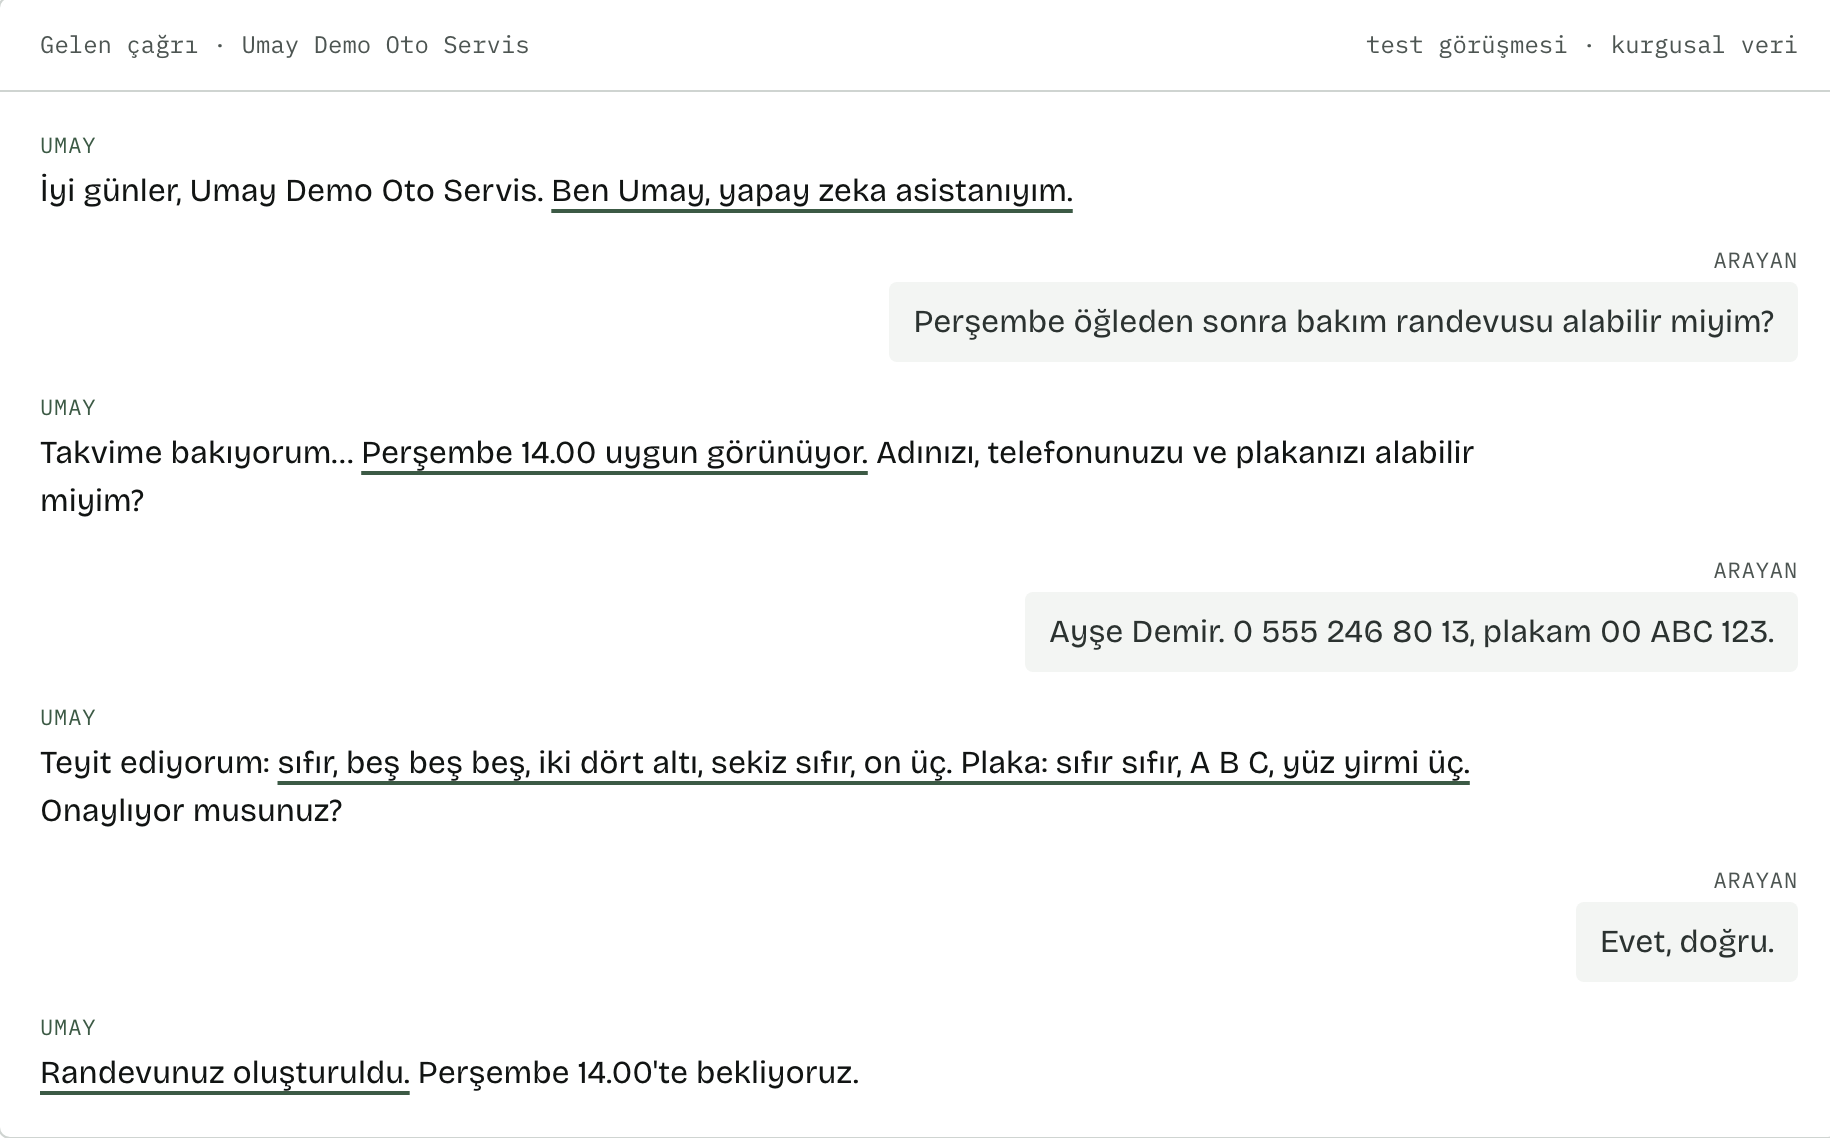 Gelen çağrı · Umay Demo Oto Servis
test görüşmesi · kurgusal veri
UMAY
İyi günler, Umay Demo Oto Servis. Ben Umay, yapay zeka asistanıyım.
ARAYAN
Perşembe öğleden sonra bakım randevusu alabilir miyim?
UMAY
Takvime bakıyorum... Perşembe 14.00 uygun görünüyor. Adınızı, telefonunuzu ve plakanızı alabilir
miyim?
ARAYAN
Ayşe Demir. 0 555 246 80 13, plakam 00 ABC 123.
UMAY
Teyit ediyorum: sıfır, beş beş beş, iki dört altı, sekiz sıfır, on üç. Plaka: sıfır sıfır, A B C, yüz yirmi üç.
Onaylıyor musunuz?
ARAYAN
Evet, doğru.
UMAY
Randevunuz oluşturuldu. Perşembe 14.00'te bekliyoruz.